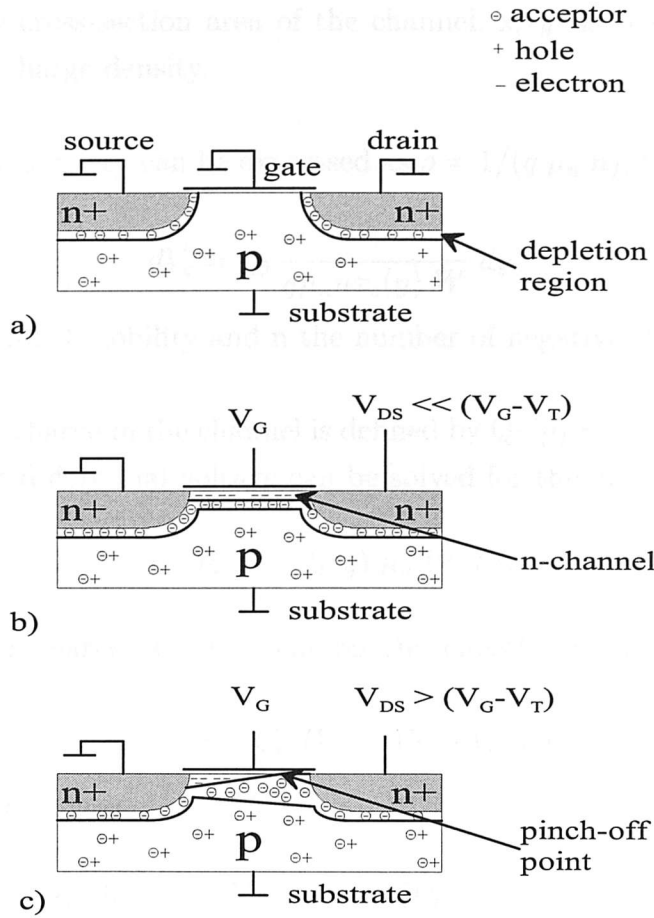 ⊖ acceptor
+ hole
− electron
source
drain
gate
n+
n+
p
depletion
region
substrate
a)
V_G
V_DS << (V_G-V_T)
n+
n+
p
n-channel
substrate
b)
V_G
V_DS > (V_G-V_T)
n+
n+
p
pinch-off
point
substrate
c)